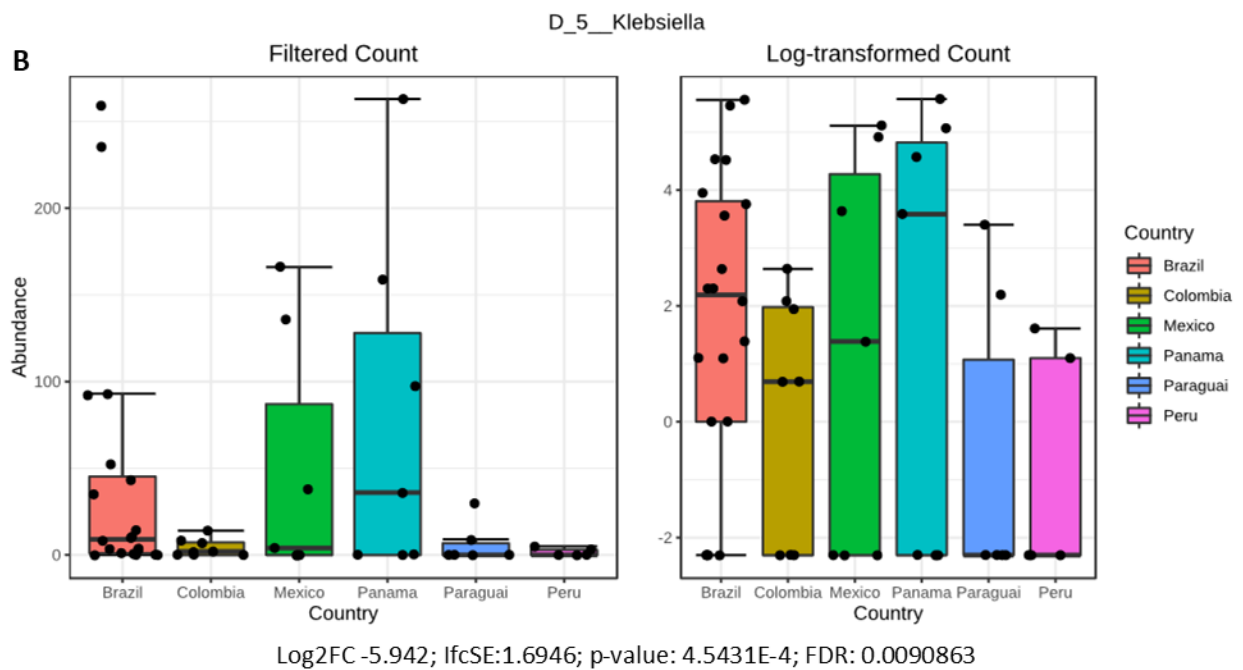 D_5__Klebsiella
B
Filtered Count
Log-transformed Count
Abundance
200
100
0
4
2
0
-2
Brazil Colombia Mexico Panama Paraguai Peru
Country
Brazil Colombia Mexico Panama Paraguai Peru
Country
Country
Brazil
Colombia
Mexico
Panama
Paraguai
Peru
Log2FC -5.942; lfcSE:1.6946; p-value: 4.5431E-4; FDR: 0.0090863